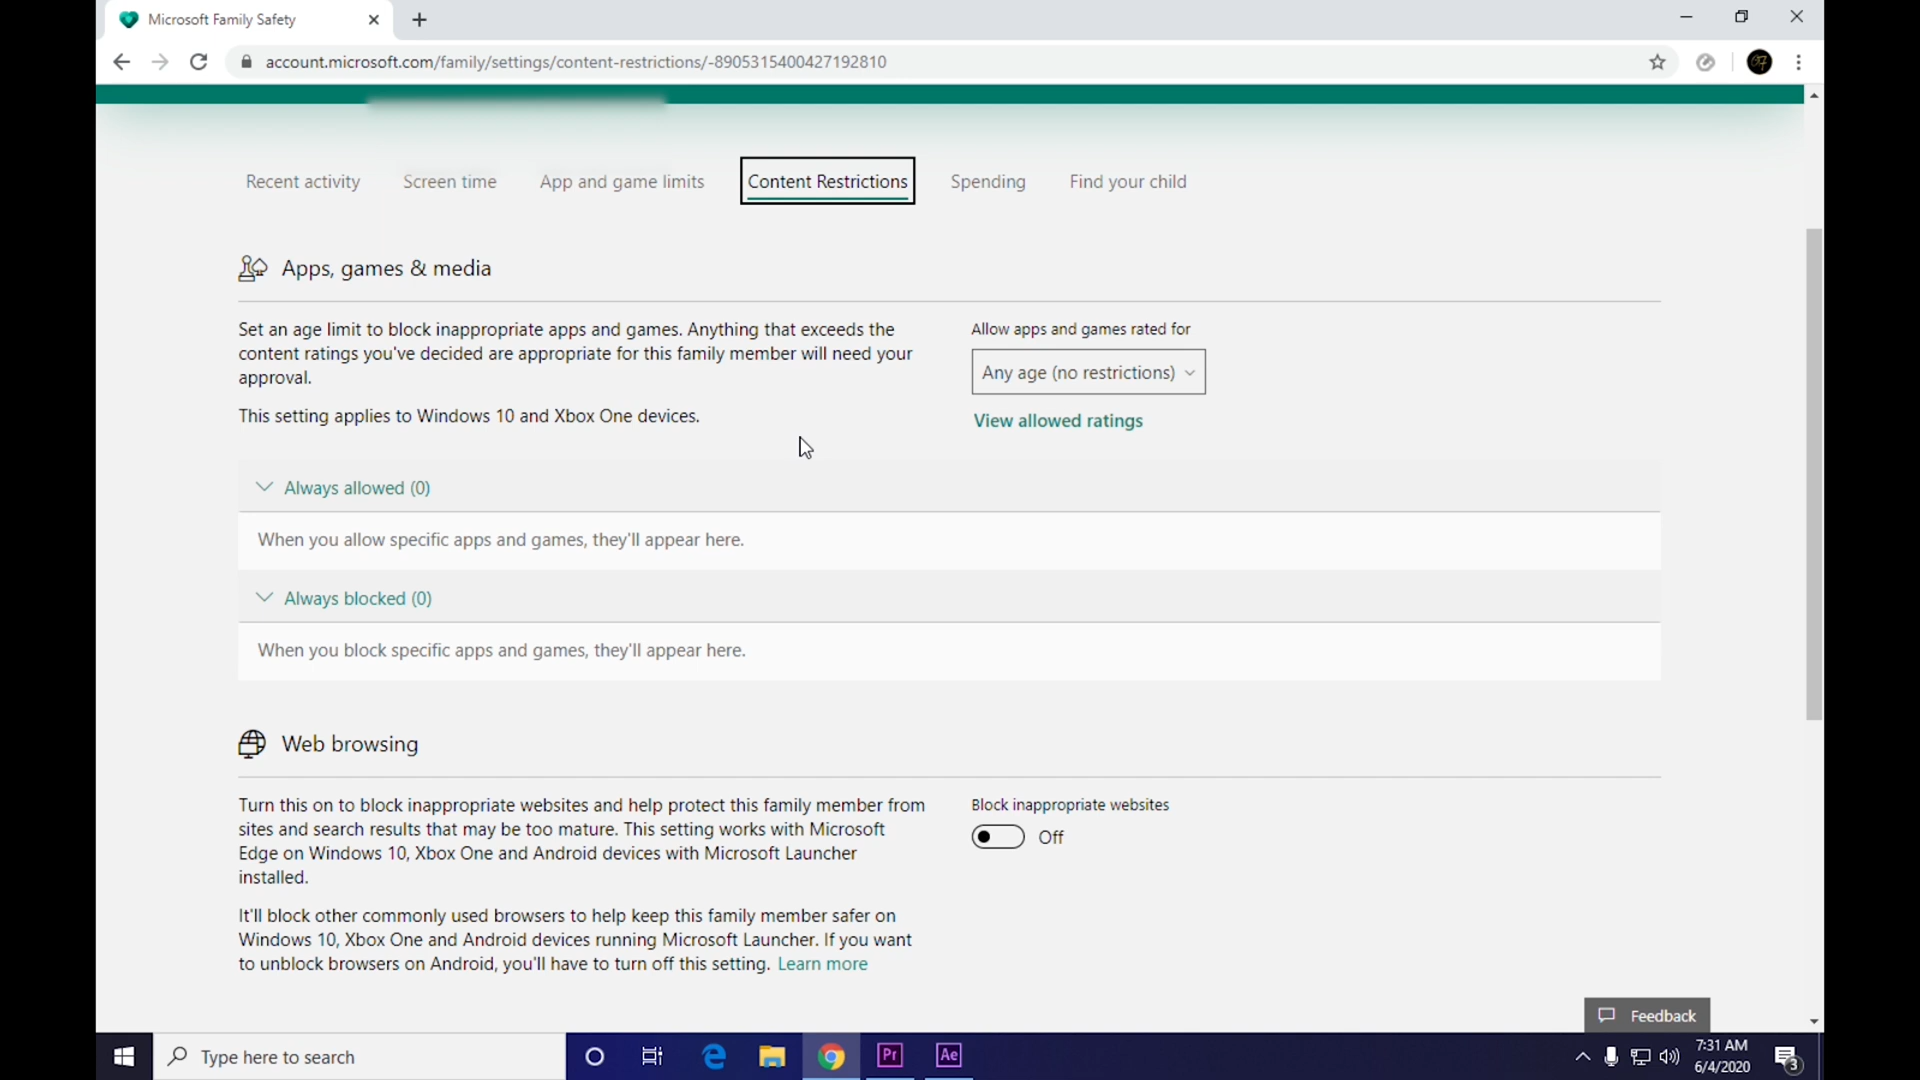 Microsoft Family Safety
account.microsoft.com/family/settings/content-restrictions/-8905315400427192810
Recent activity
Screen time
App and game limits
Content Restrictions
Spending
Find your child
Apps, games & media
Set an age limit to block inappropriate apps and games. Anything that exceeds the
content ratings you've decided are appropriate for this family member will need your
approval.
This setting applies to Windows 10 and Xbox One devices.
Allow apps and games rated for
Any age (no restrictions)
View allowed ratings
Always allowed (0)
When you allow specific apps and games, they'll appear here.
Always blocked (0)
When you block specific apps and games, they'll appear here.
Web browsing
Turn this on to block inappropriate websites and help protect this family member from
sites and search results that may be too mature. This setting works with Microsoft
Edge on Windows 10, Xbox One and Android devices with Microsoft Launcher
installed.
It'll block other commonly used browsers to help keep this family member safer on
Windows 10, Xbox One and Android devices running Microsoft Launcher. If you want
to unblock browsers on Android, you'll have to turn off this setting. Learn more
Block inappropriate websites
Off
Feedback
Type here to search
Pr
Ae
7:31 AM
6/4/2020
3